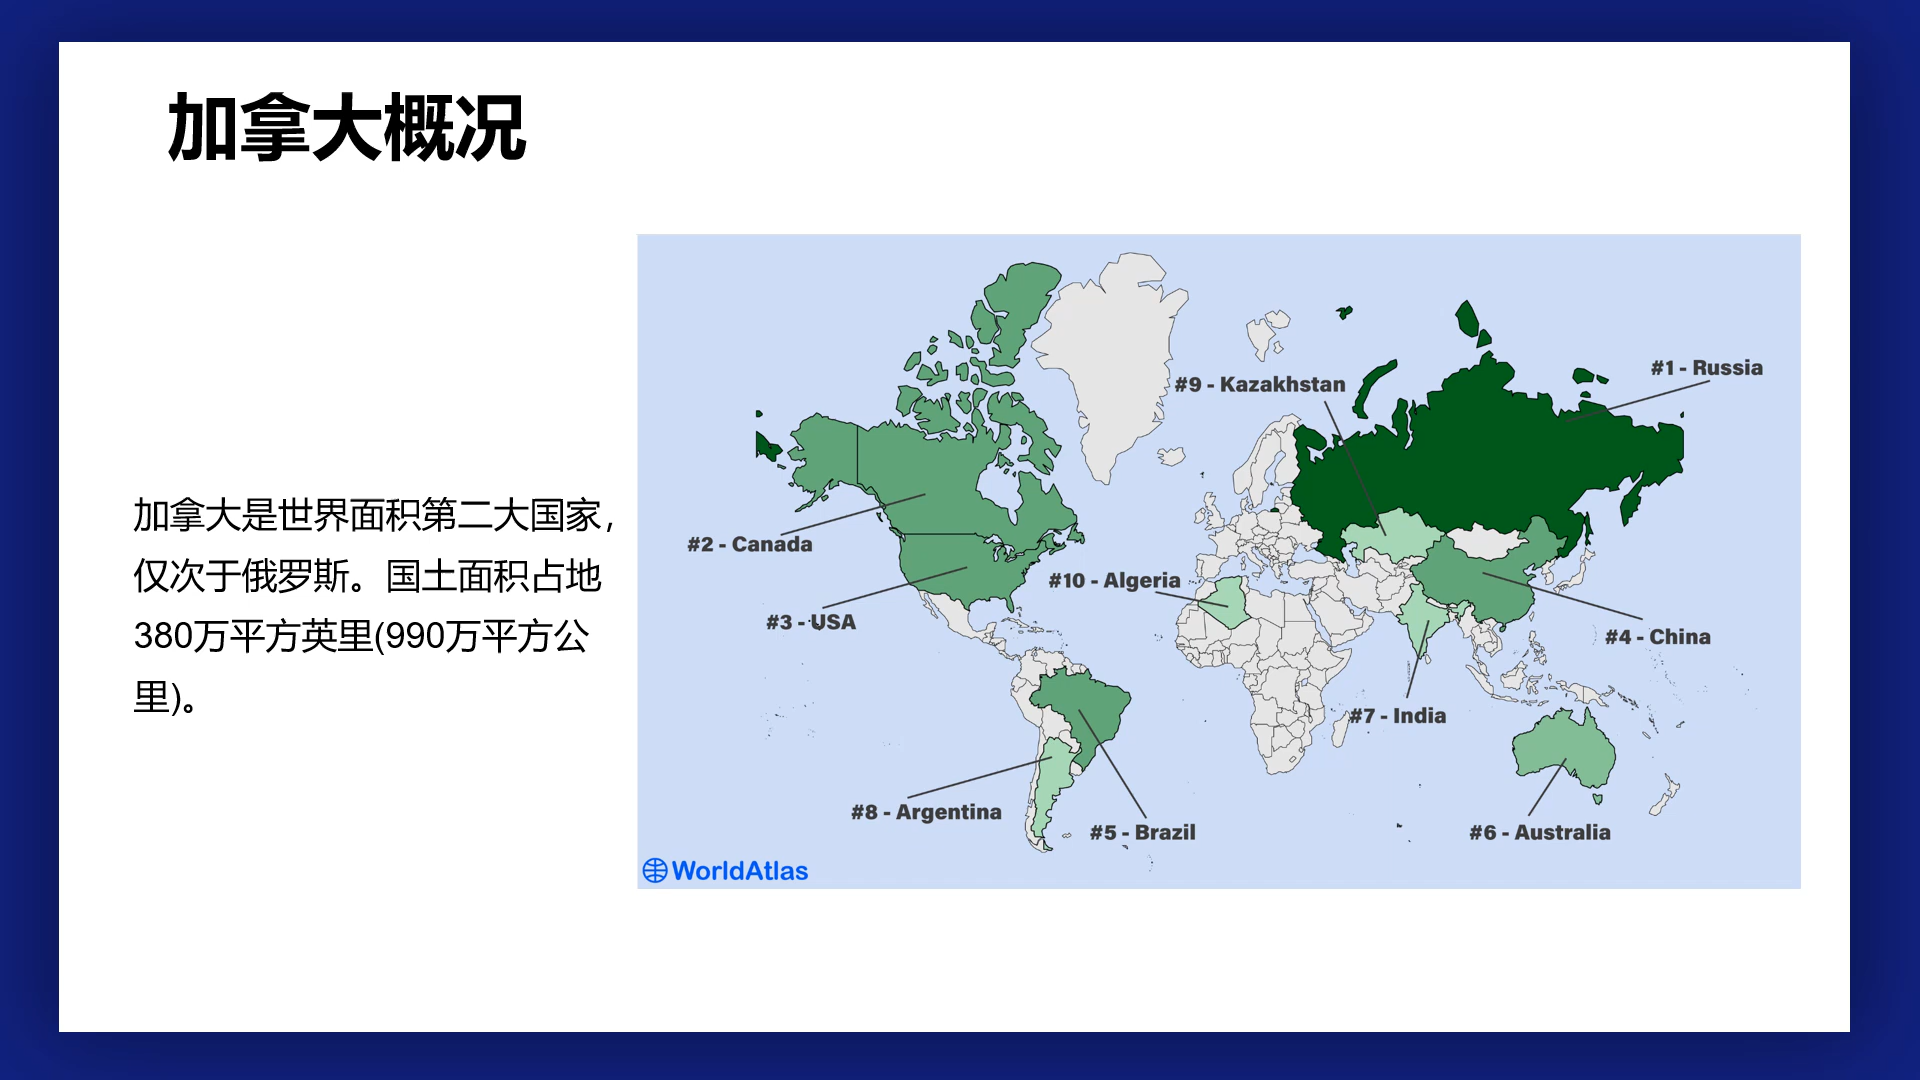 加拿大概况
加拿大是世界面积第二大国家,
仅次于俄罗斯。国土面积占地
380万平方英里(990万平方公
里)。
#1 - Russia
#9 - Kazakhstan
#2 - Canada
#10 - Algeria
#3 - USA
#4 - China
#7 - India
#8 - Argentina
#5 - Brazil
#6 - Australia
WorldAtlas